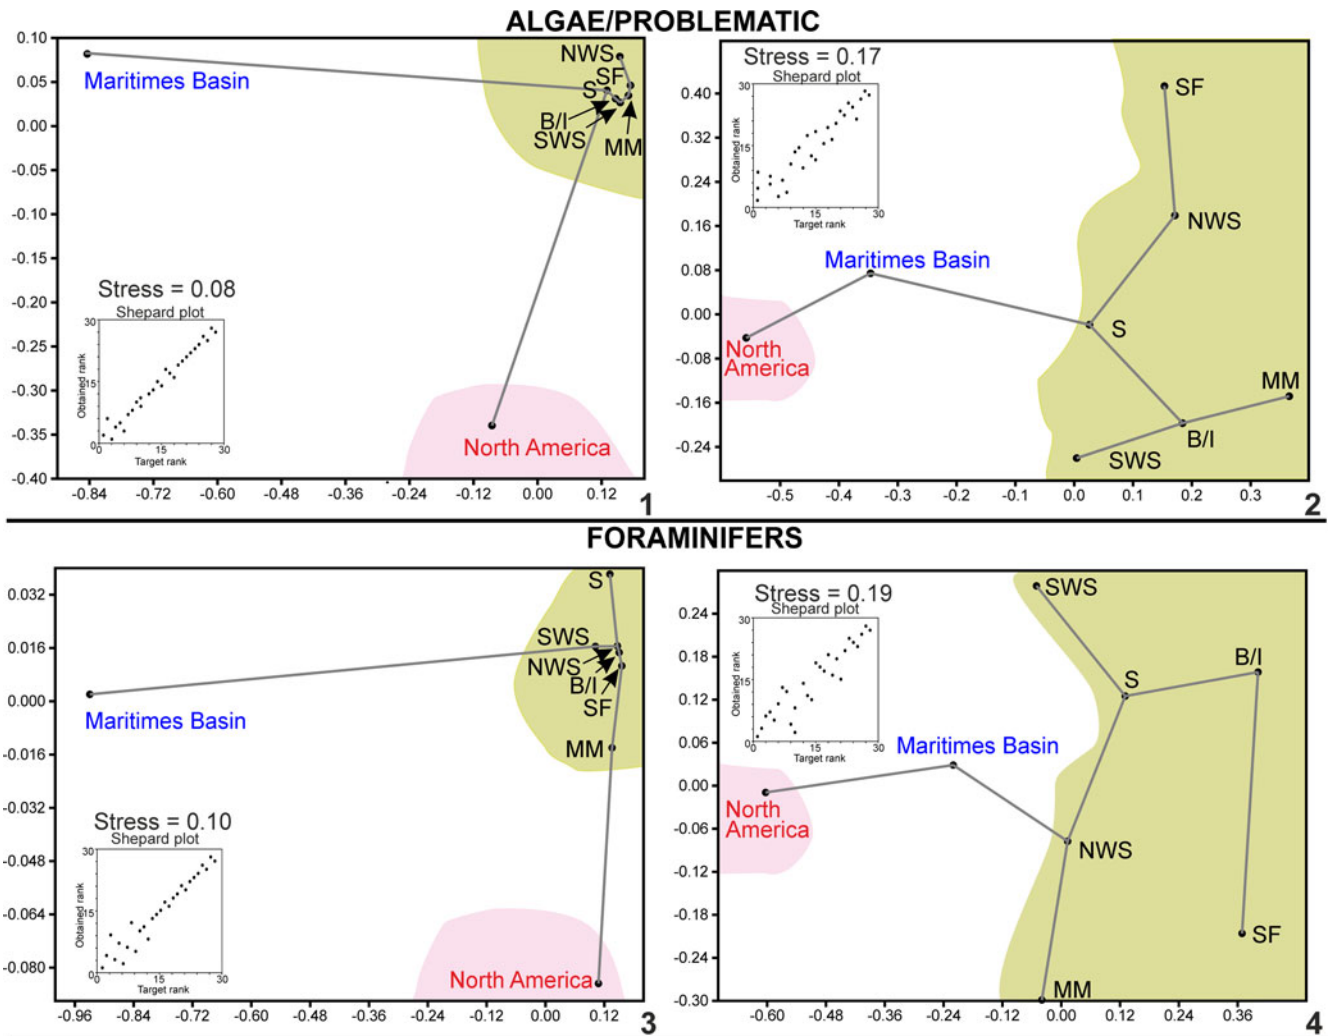 ALGAE/PROBLEMATIC
0.10
0.05
0.00
-0.05
-0.10
-0.15
-0.20
-0.25
-0.30
-0.35
-0.40
Maritimes Basin
NWS
SF
S
B/I
SWS
MM
Stress = 0.08
Shepard plot
30
15
0
Obtained rank
0 15 30
Target rank
North America
-0.84 -0.72 -0.60 -0.48 -0.36 -0.24 -0.12 0.00 0.12
1
0.40
0.32
0.24
0.16
0.08
0.00
-0.08
-0.16
-0.24
Stress = 0.17
Shepard plot
30
15
0
Obtained rank
0 15 30
Target rank
SF
NWS
Maritimes Basin
S
North
America
MM
B/I
SWS
-0.5 -0.4 -0.3 -0.2 -0.1 0.0 0.1 0.2 0.3
2
FORAMINIFERS
0.032
0.016
0.000
-0.016
-0.032
-0.048
-0.064
-0.080
S
SWS
NWS
B/I
SF
MM
Maritimes Basin
Stress = 0.10
Shepard plot
30
15
0
Obtained rank
0 15 30
Target rank
North America
-0.96 -0.84 -0.72 -0.60 -0.48 -0.36 -0.24 -0.12 0.00 0.12
3
0.24
0.18
0.12
0.06
0.00
-0.06
-0.12
-0.18
-0.24
-0.30
Stress = 0.19
Shepard plot
30
15
0
Obtained rank
0 15 30
Target rank
SWS
S
B/I
Maritimes Basin
North
America
NWS
SF
MM
-0.60 -0.48 -0.36 -0.24 -0.12 0.00 0.12 0.24 0.36
4